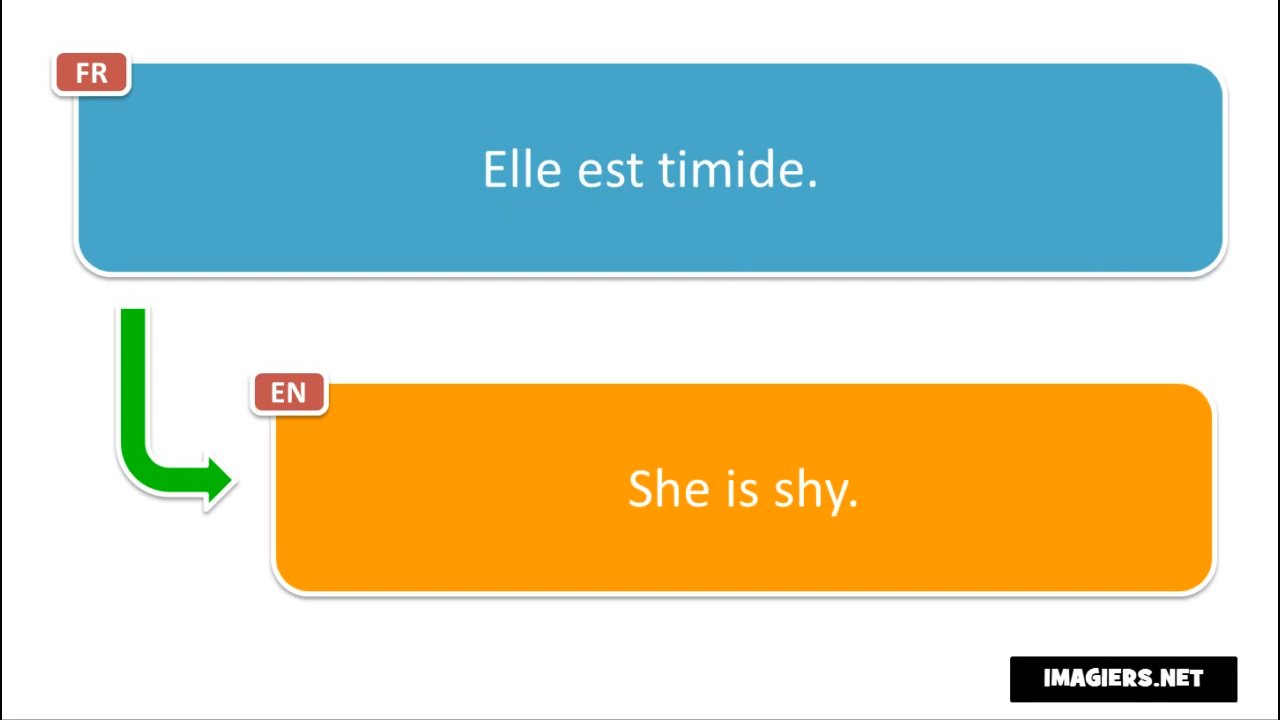 FR
Elle est timide.
EN
She is shy.
IMAGIERS.NET